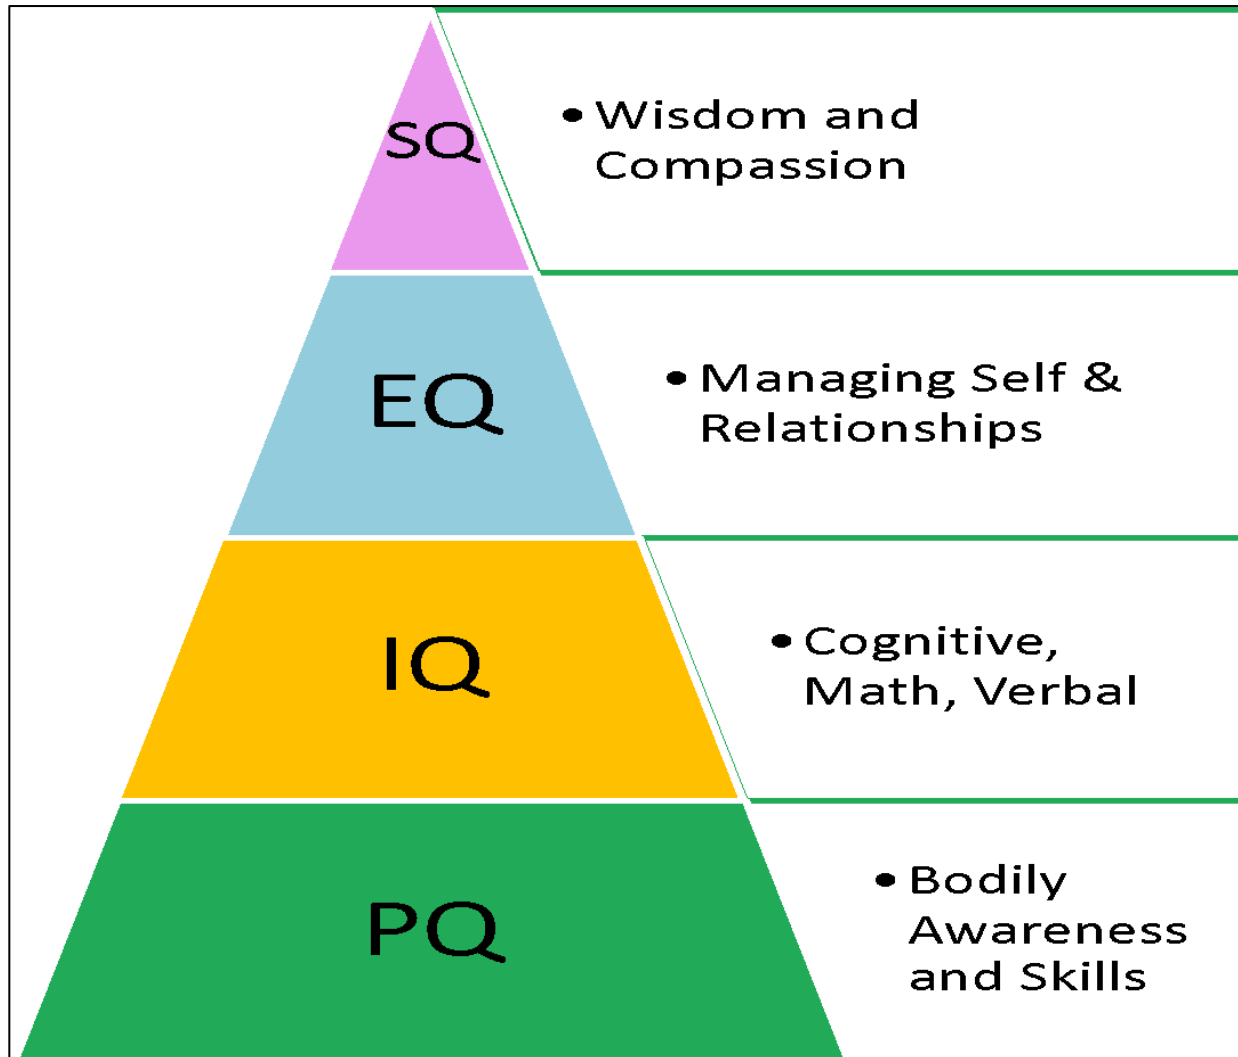 SQ
• Wisdom and
Compassion
EQ
• Managing Self &
Relationships
IQ
• Cognitive,
Math, Verbal
PQ
• Bodily
Awareness
and Skills